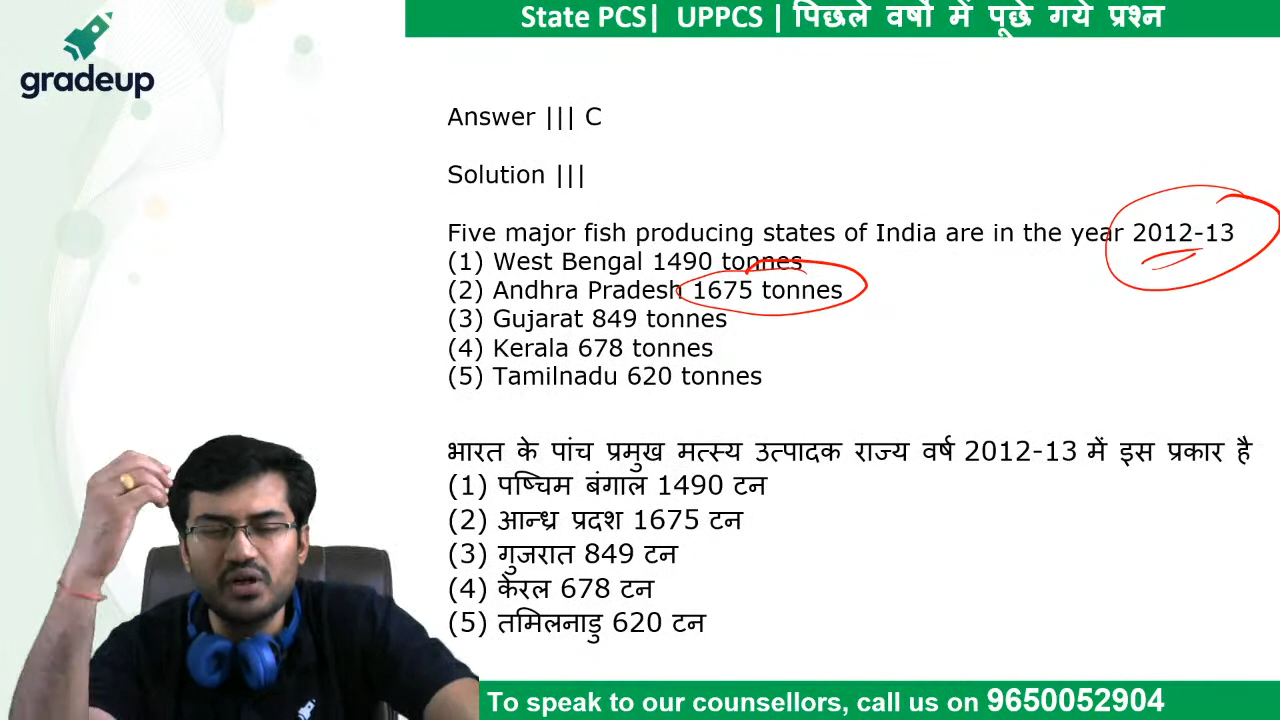 State PCS| UPPCS | पिछले वर्षो में पूछे गये प्रश्न
gradeup
Answer ||| C
Solution |||
Five major fish producing states of India are in the year 2012-13
(1) West Bengal 1490 tonnes
(2) Andhra Pradesh 1675 tonnes
(3) Gujarat 849 tonnes
(4) Kerala 678 tonnes
(5) Tamilnadu 620 tonnes
भारत के पांच प्रमुख मत्स्य उत्पादक राज्य वर्ष 2012-13 में इस प्रकार है
(1) पष्चिम बंगाल 1490 टन
(2) आन्ध्र प्रदश 1675 टन
(3) गुजरात 849 टन
(4) केरल 678 टन
(5) तमिलनाडु 620 टन
To speak to our counsellors, call us on 9650052904